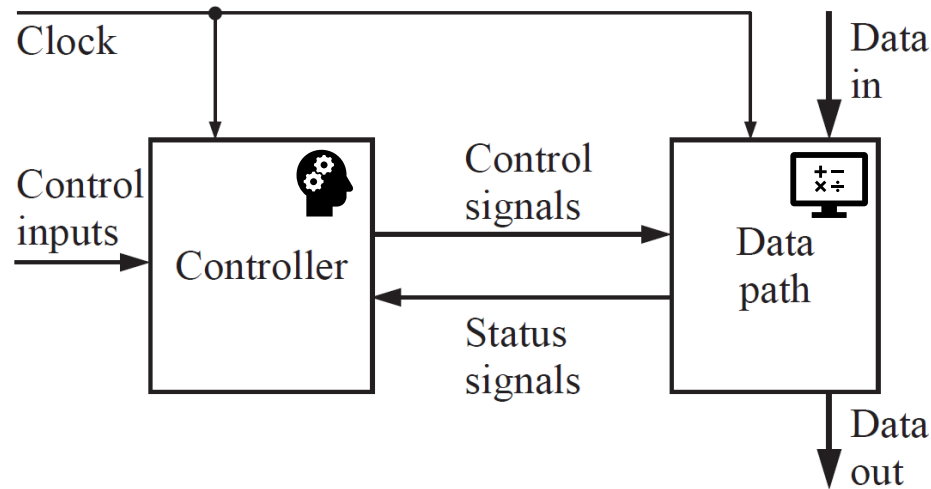 Clock
Data
in
Control
inputs
Controller
Control
signals
+−
×÷
Data
path
Status
signals
Data
out